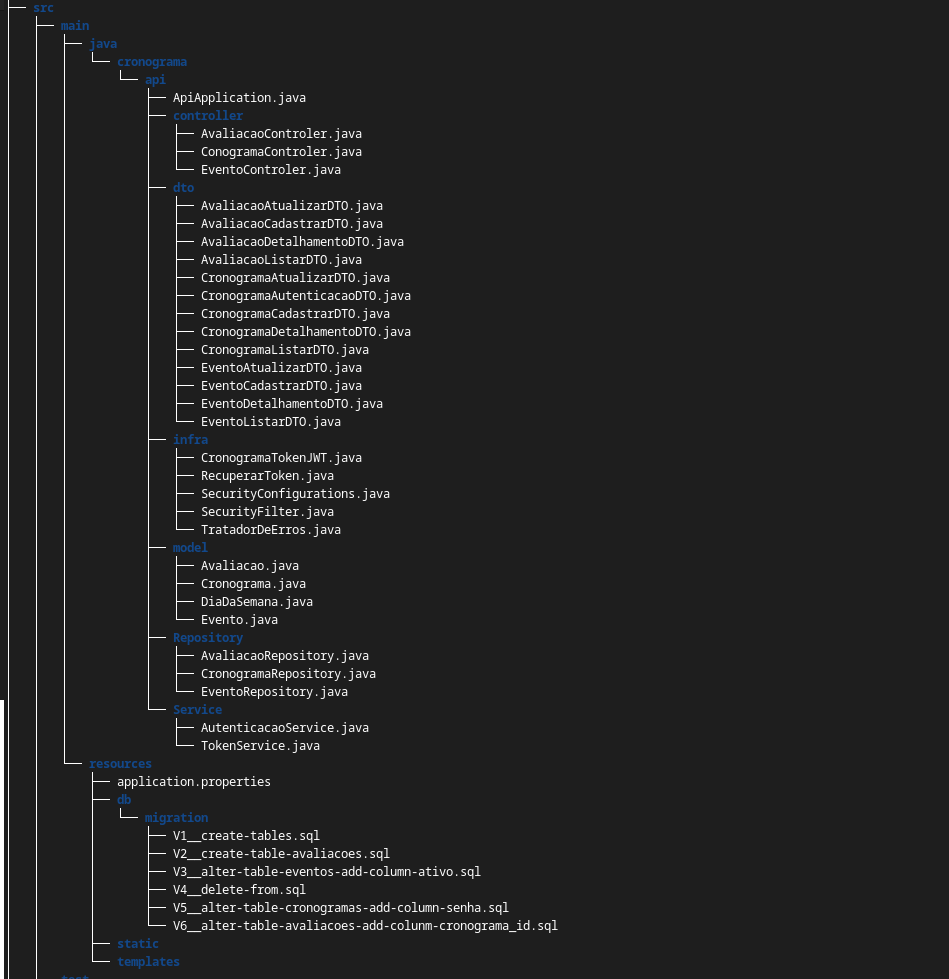 src
main
java
cronograma
api
ApiApplication.java
controller
AvaliacaoControler.java
ConogramaControler.java
EventoControler.java
dto
AvaliacaoAtualizarDTO.java
AvaliacaoCadastrarDTO.java
AvaliacaoDetalhamentoDTO.java
AvaliacaoListarDTO.java
CronogramaAtualizarDTO.java
CronogramaAutenticacaoDTO.java
CronogramaCadastrarDTO.java
CronogramaDetalhamentoDTO.java
CronogramaListarDTO.java
EventoAtualizarDTO.java
EventoCadastrarDTO.java
EventoDetalhamentoDTO.java
EventoListarDTO.java
infra
CronogramaTokenJWT.java
RecuperarToken.java
SecurityConfigurations.java
SecurityFilter.java
TratadorDeErros.java
model
Avaliacao.java
Cronograma.java
DiaDaSemana.java
Evento.java
Repository
AvaliacaoRepository.java
CronogramaRepository.java
EventoRepository.java
Service
AutenticacaoService.java
TokenService.java
resources
application.properties
db
migration
V1__create-tables.sql
V2__create-table-avaliacoes.sql
V3__alter-table-eventos-add-column-ativo.sql
V4__delete-from.sql
V5__alter-table-cronogramas-add-column-senha.sql
V6__alter-table-avaliacoes-add-colunm-cronograma_id.sql
static
templates